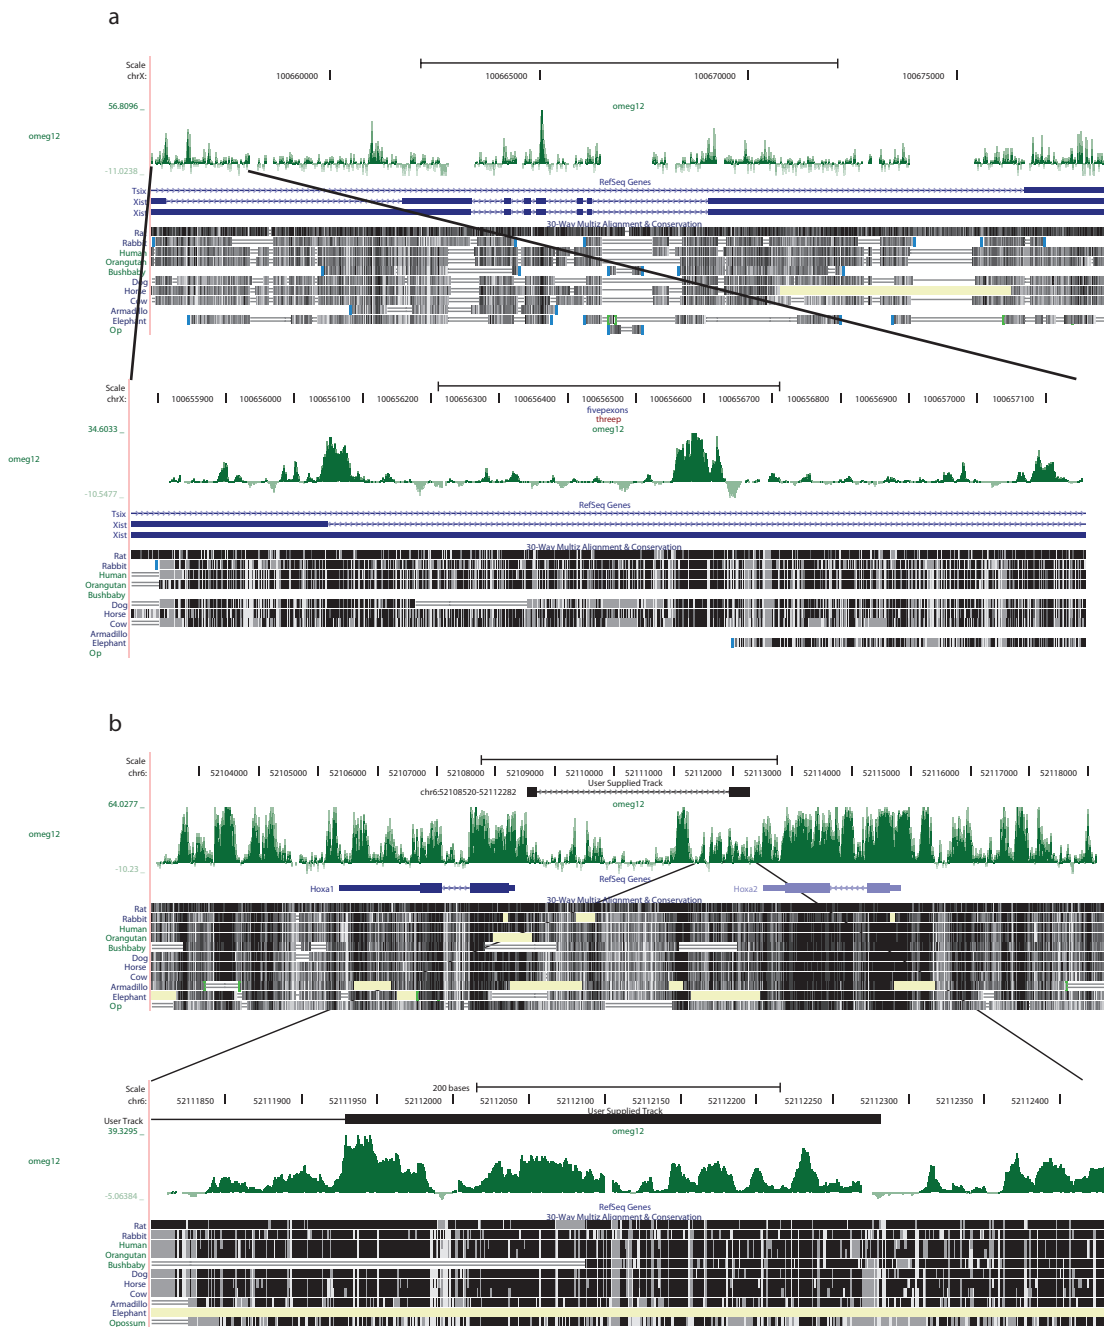 a
Scale
chrX: 100660000 100665000 100670000 100675000
56.8096 _ omeg12
omeg12
-11.0238 _
RefSeq Genes
Tsix
Xist
Xist
30-Way Multiz Alignment & Conservation
Rat
Rabbit
Human
Orangutan
Bushbaby
Dog
Horse
Cow
Armadillo
Elephant
Op
Scale
chrX: 100655900 100656000 100656100 100656200 100656300 100656400 100656500 100656600 100656700 100656800 100656900 100657000 100657100
fivepexons
threep
34.6033 _ omeg12
omeg12
-10.5477 _
RefSeq Genes
Tsix
Xist
Xist
30-Way Multiz Alignment & Conservation
Rat
Rabbit
Human
Orangutan
Bushbaby
Dog
Horse
Cow
Armadillo
Elephant
Op
b
Scale
chr6: 52104000 52105000 52106000 52107000 52108000 52109000 52110000 52111000 52112000 52113000 52114000 52115000 52116000 52117000 52118000
User Supplied Track
chr6:52108520-52112282
64.0277 _ omeg12
omeg12
-10.23 _
RefSeq Genes
Hoxa1 Hoxa2
30-Way Multiz Alignment & Conservation
Rat
Rabbit
Human
Orangutan
Bushbaby
Dog
Horse
Cow
Armadillo
Elephant
Op
Scale 200 bases
chr6: 52111850 52111900 52111950 52112000 52112050 52112100 52112150 52112200 52112250 52112300 52112350 52112400
User Supplied Track
User Track
39.3295 _ omeg12
omeg12
-5.06384 _
RefSeq Genes
30-Way Multiz Alignment & Conservation
Rat
Rabbit
Human
Orangutan
Bushbaby
Dog
Horse
Cow
Armadillo
Elephant
Opossum